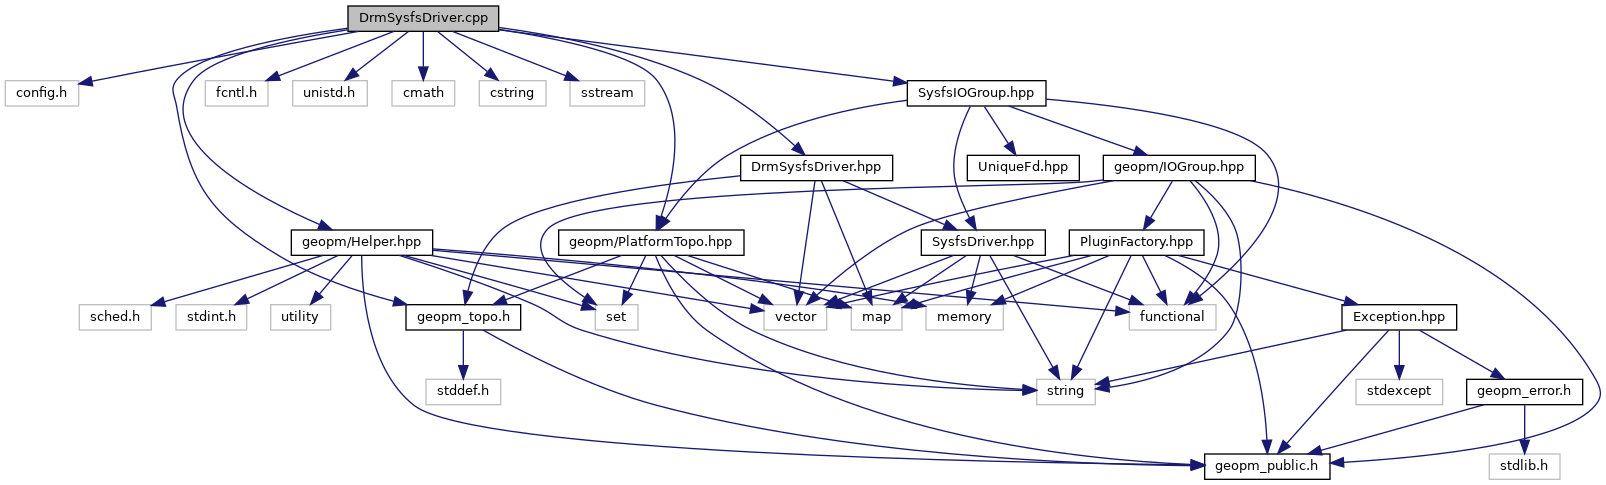 DrmSysfsDriver.cpp
config.h
fcntl.h
unistd.h
cmath
cstring
sstream
SysfsIOGroup.hpp
DrmSysfsDriver.hpp
UniqueFd.hpp
geopm/IOGroup.hpp
geopm/Helper.hpp
geopm/PlatformTopo.hpp
SysfsDriver.hpp
PluginFactory.hpp
sched.h
stdint.h
utility
geopm_topo.h
set
vector
map
memory
functional
Exception.hpp
stddef.h
string
stdexcept
geopm_error.h
geopm_public.h
stdlib.h